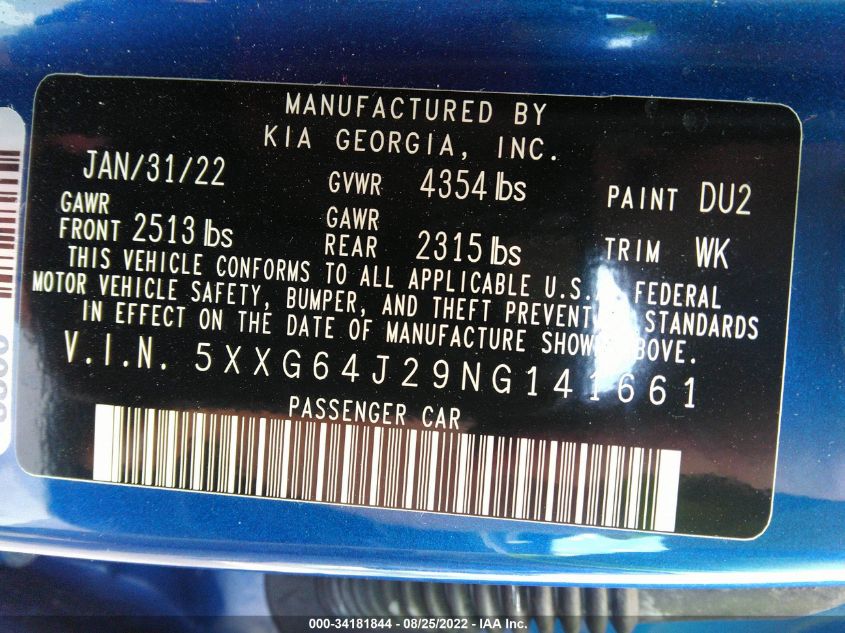 MANUFACTURED BY
KIA GEORGIA, INC.
JAN/31/22 GVWR 4354 lbs PAINT DU2
GAWR FRONT 2513 lbs GAWR REAR 2315 lbs TRIM WK
THIS VEHICLE CONFORMS TO ALL APPLICABLE U.S. FEDERAL
MOTOR VEHICLE SAFETY, BUMPER, AND THEFT PREVENT STANDARDS
IN EFFECT ON THE DATE OF MANUFACTURE SHOW ABOVE.
V.I.N. 5XXG64J29NG141661
PASSENGER CAR
000-34181844 - 08/25/2022 - IAA Inc.